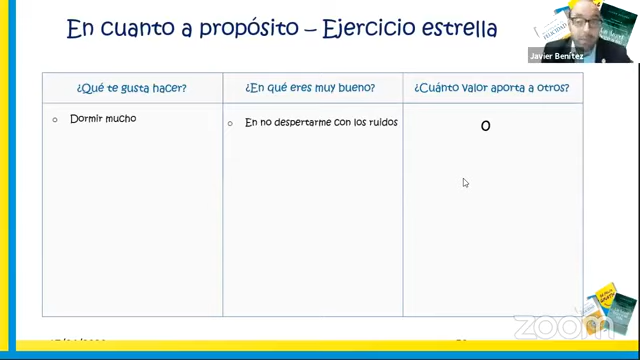 En cuanto a propósito – Ejercicio estrella
Javier Benítez
¿Qué te gusta hacer?
¿En qué eres muy bueno?
¿Cuánto valor aporta a otros?
o Dormir mucho
o En no despertarme con los ruidos
0
zoom